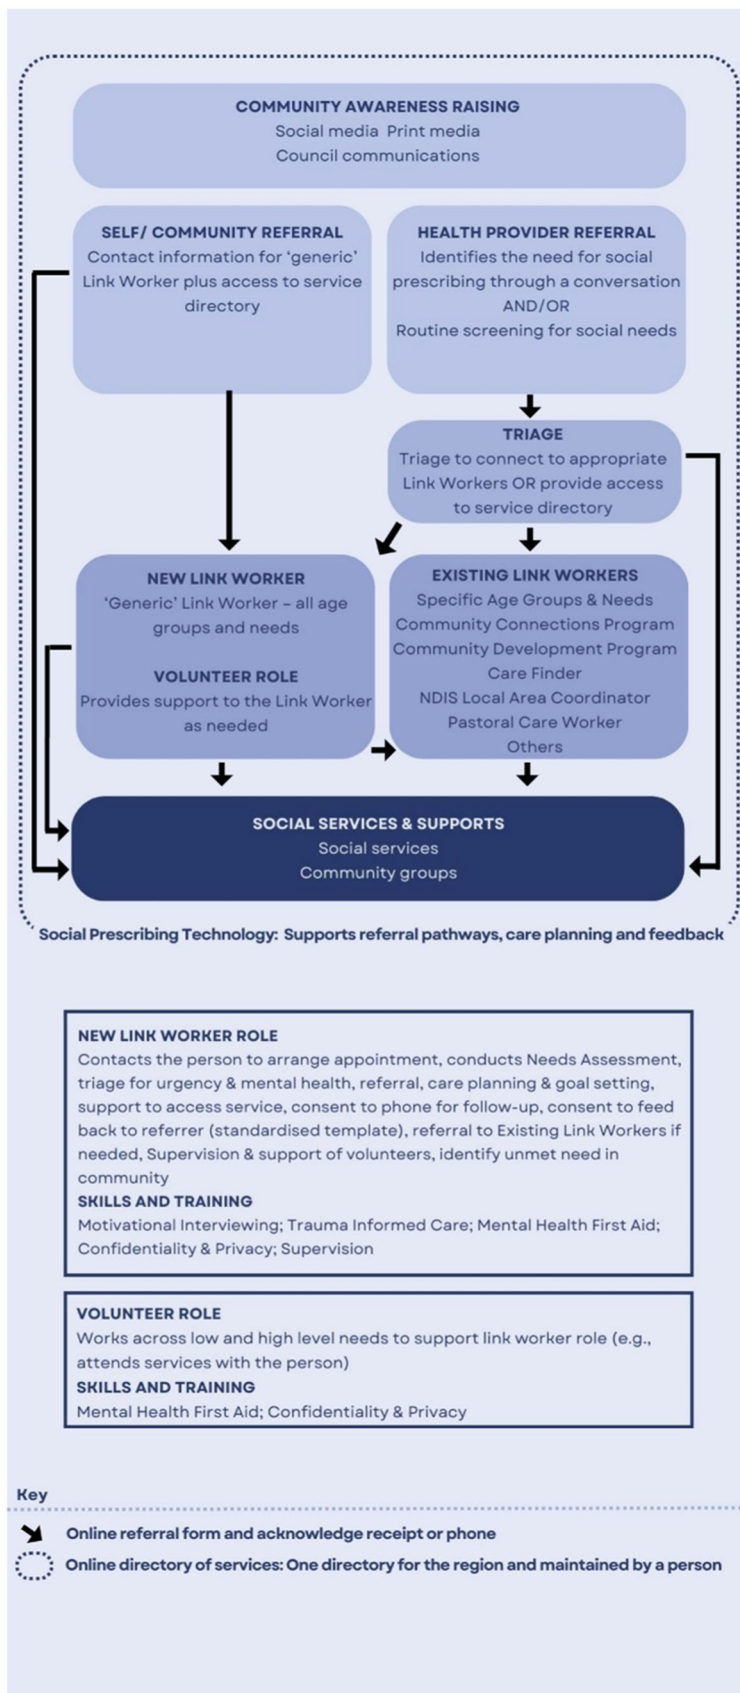 COMMUNITY AWARENESS RAISING
Social media  Print media
Council communications
SELF/ COMMUNITY REFERRAL
Contact information for ‘generic’
Link Worker plus access to service
directory
HEALTH PROVIDER REFERRAL
Identifies the need for social
prescribing through a conversation
AND/OR
Routine screening for social needs
TRIAGE
Triage to connect to appropriate
Link Workers OR provide access
to service directory
NEW LINK WORKER
‘Generic’ Link Worker – all age
groups and needs
VOLUNTEER ROLE
Provides support to the Link Worker
as needed
EXISTING LINK WORKERS
Specific Age Groups & Needs
Community Connections Program
Community Development Program
Care Finder
NDIS Local Area Coordinator
Pastoral Care Worker
Others
SOCIAL SERVICES & SUPPORTS
Social services
Community groups
Social Prescribing Technology: Supports referral pathways, care planning and feedback
NEW LINK WORKER ROLE
Contacts the person to arrange appointment, conducts Needs Assessment,
triage for urgency & mental health, referral, care planning & goal setting,
support to access service, consent to phone for follow-up, consent to feed
back to referrer (standardised template), referral to Existing Link Workers if
needed, Supervision & support of volunteers, identify unmet need in
community
SKILLS AND TRAINING
Motivational Interviewing; Trauma Informed Care; Mental Health First Aid;
Confidentiality & Privacy; Supervision
VOLUNTEER ROLE
Works across low and high level needs to support link worker role (e.g.,
attends services with the person)
SKILLS AND TRAINING
Mental Health First Aid; Confidentiality & Privacy
Key
Online referral form and acknowledge receipt or phone
Online directory of services: One directory for the region and maintained by a person